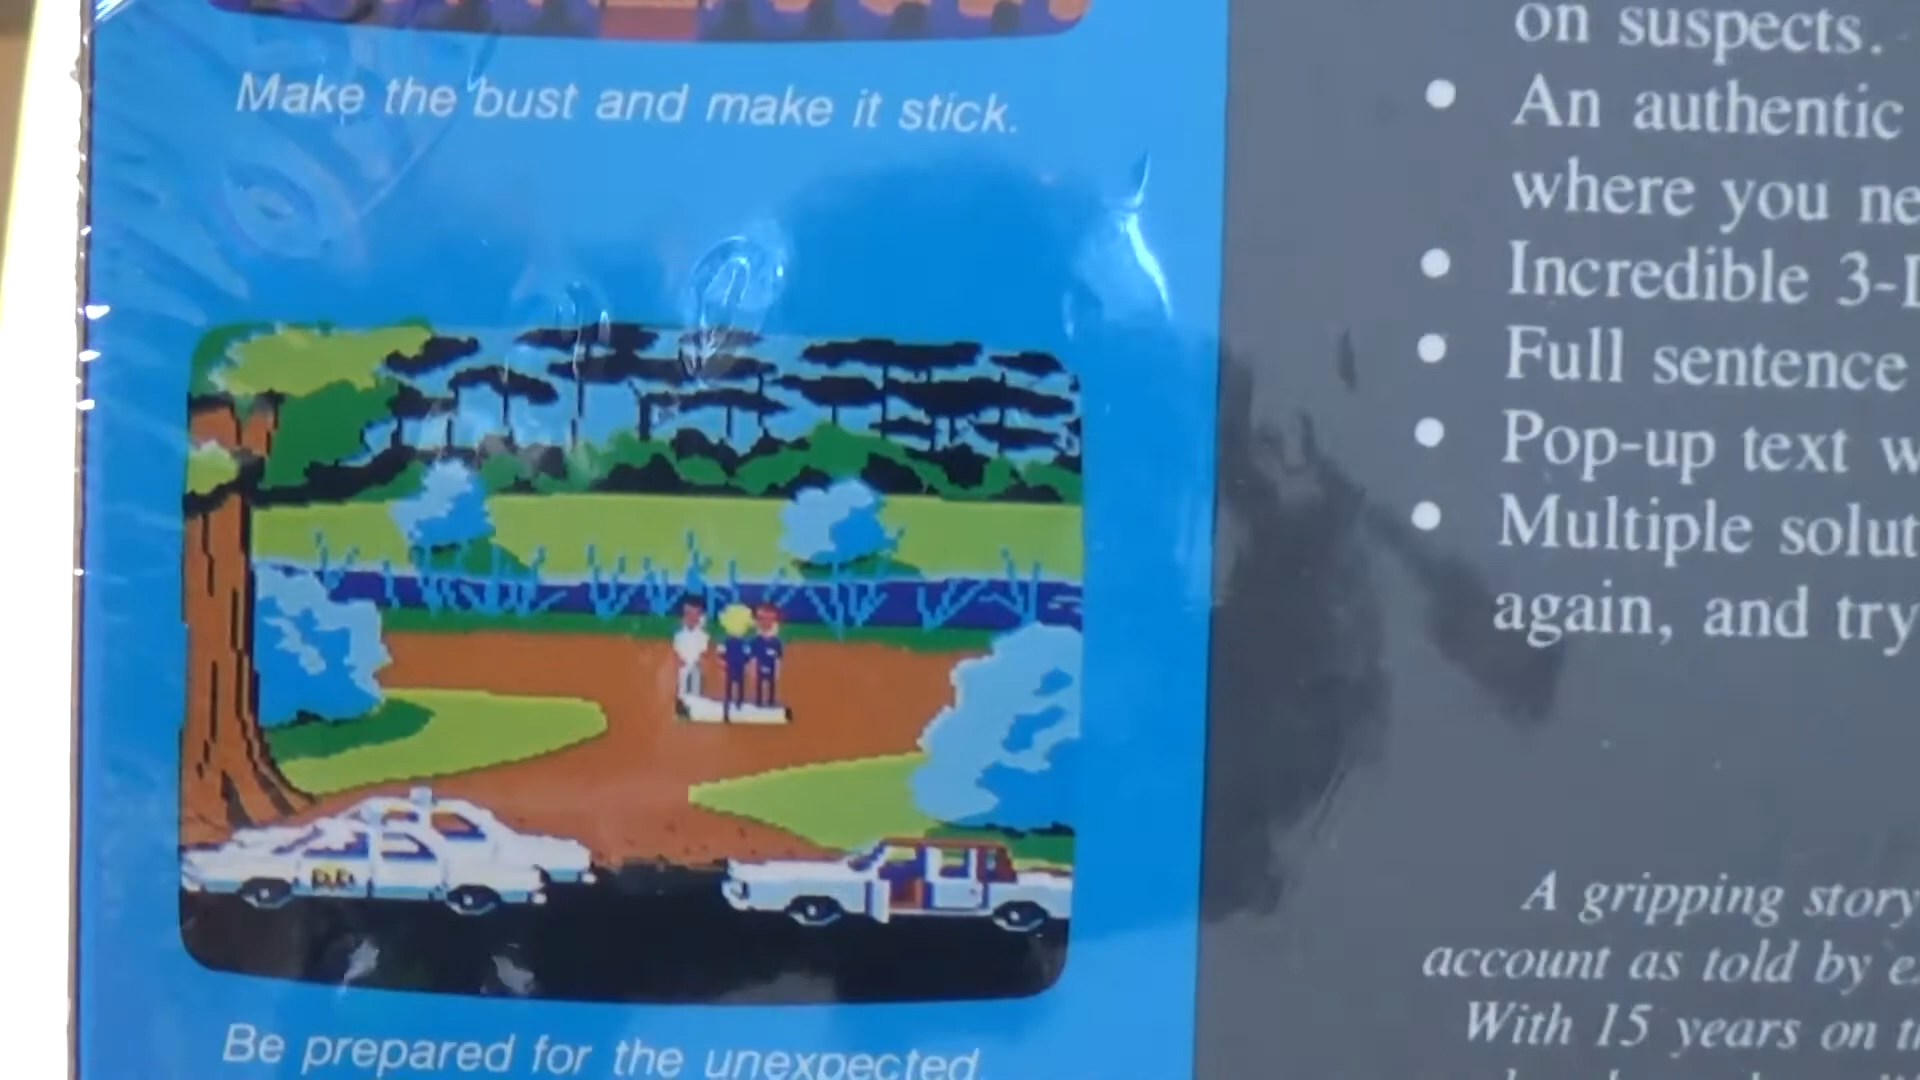 Make the bust and make it stick.
Be prepared for the unexpected.
on suspects.
An authentic
where you ne
Incredible 3-D
Full sentence
Pop-up text w
Multiple solut
again, and try
A gripping story
account as told by e
With 15 years on t